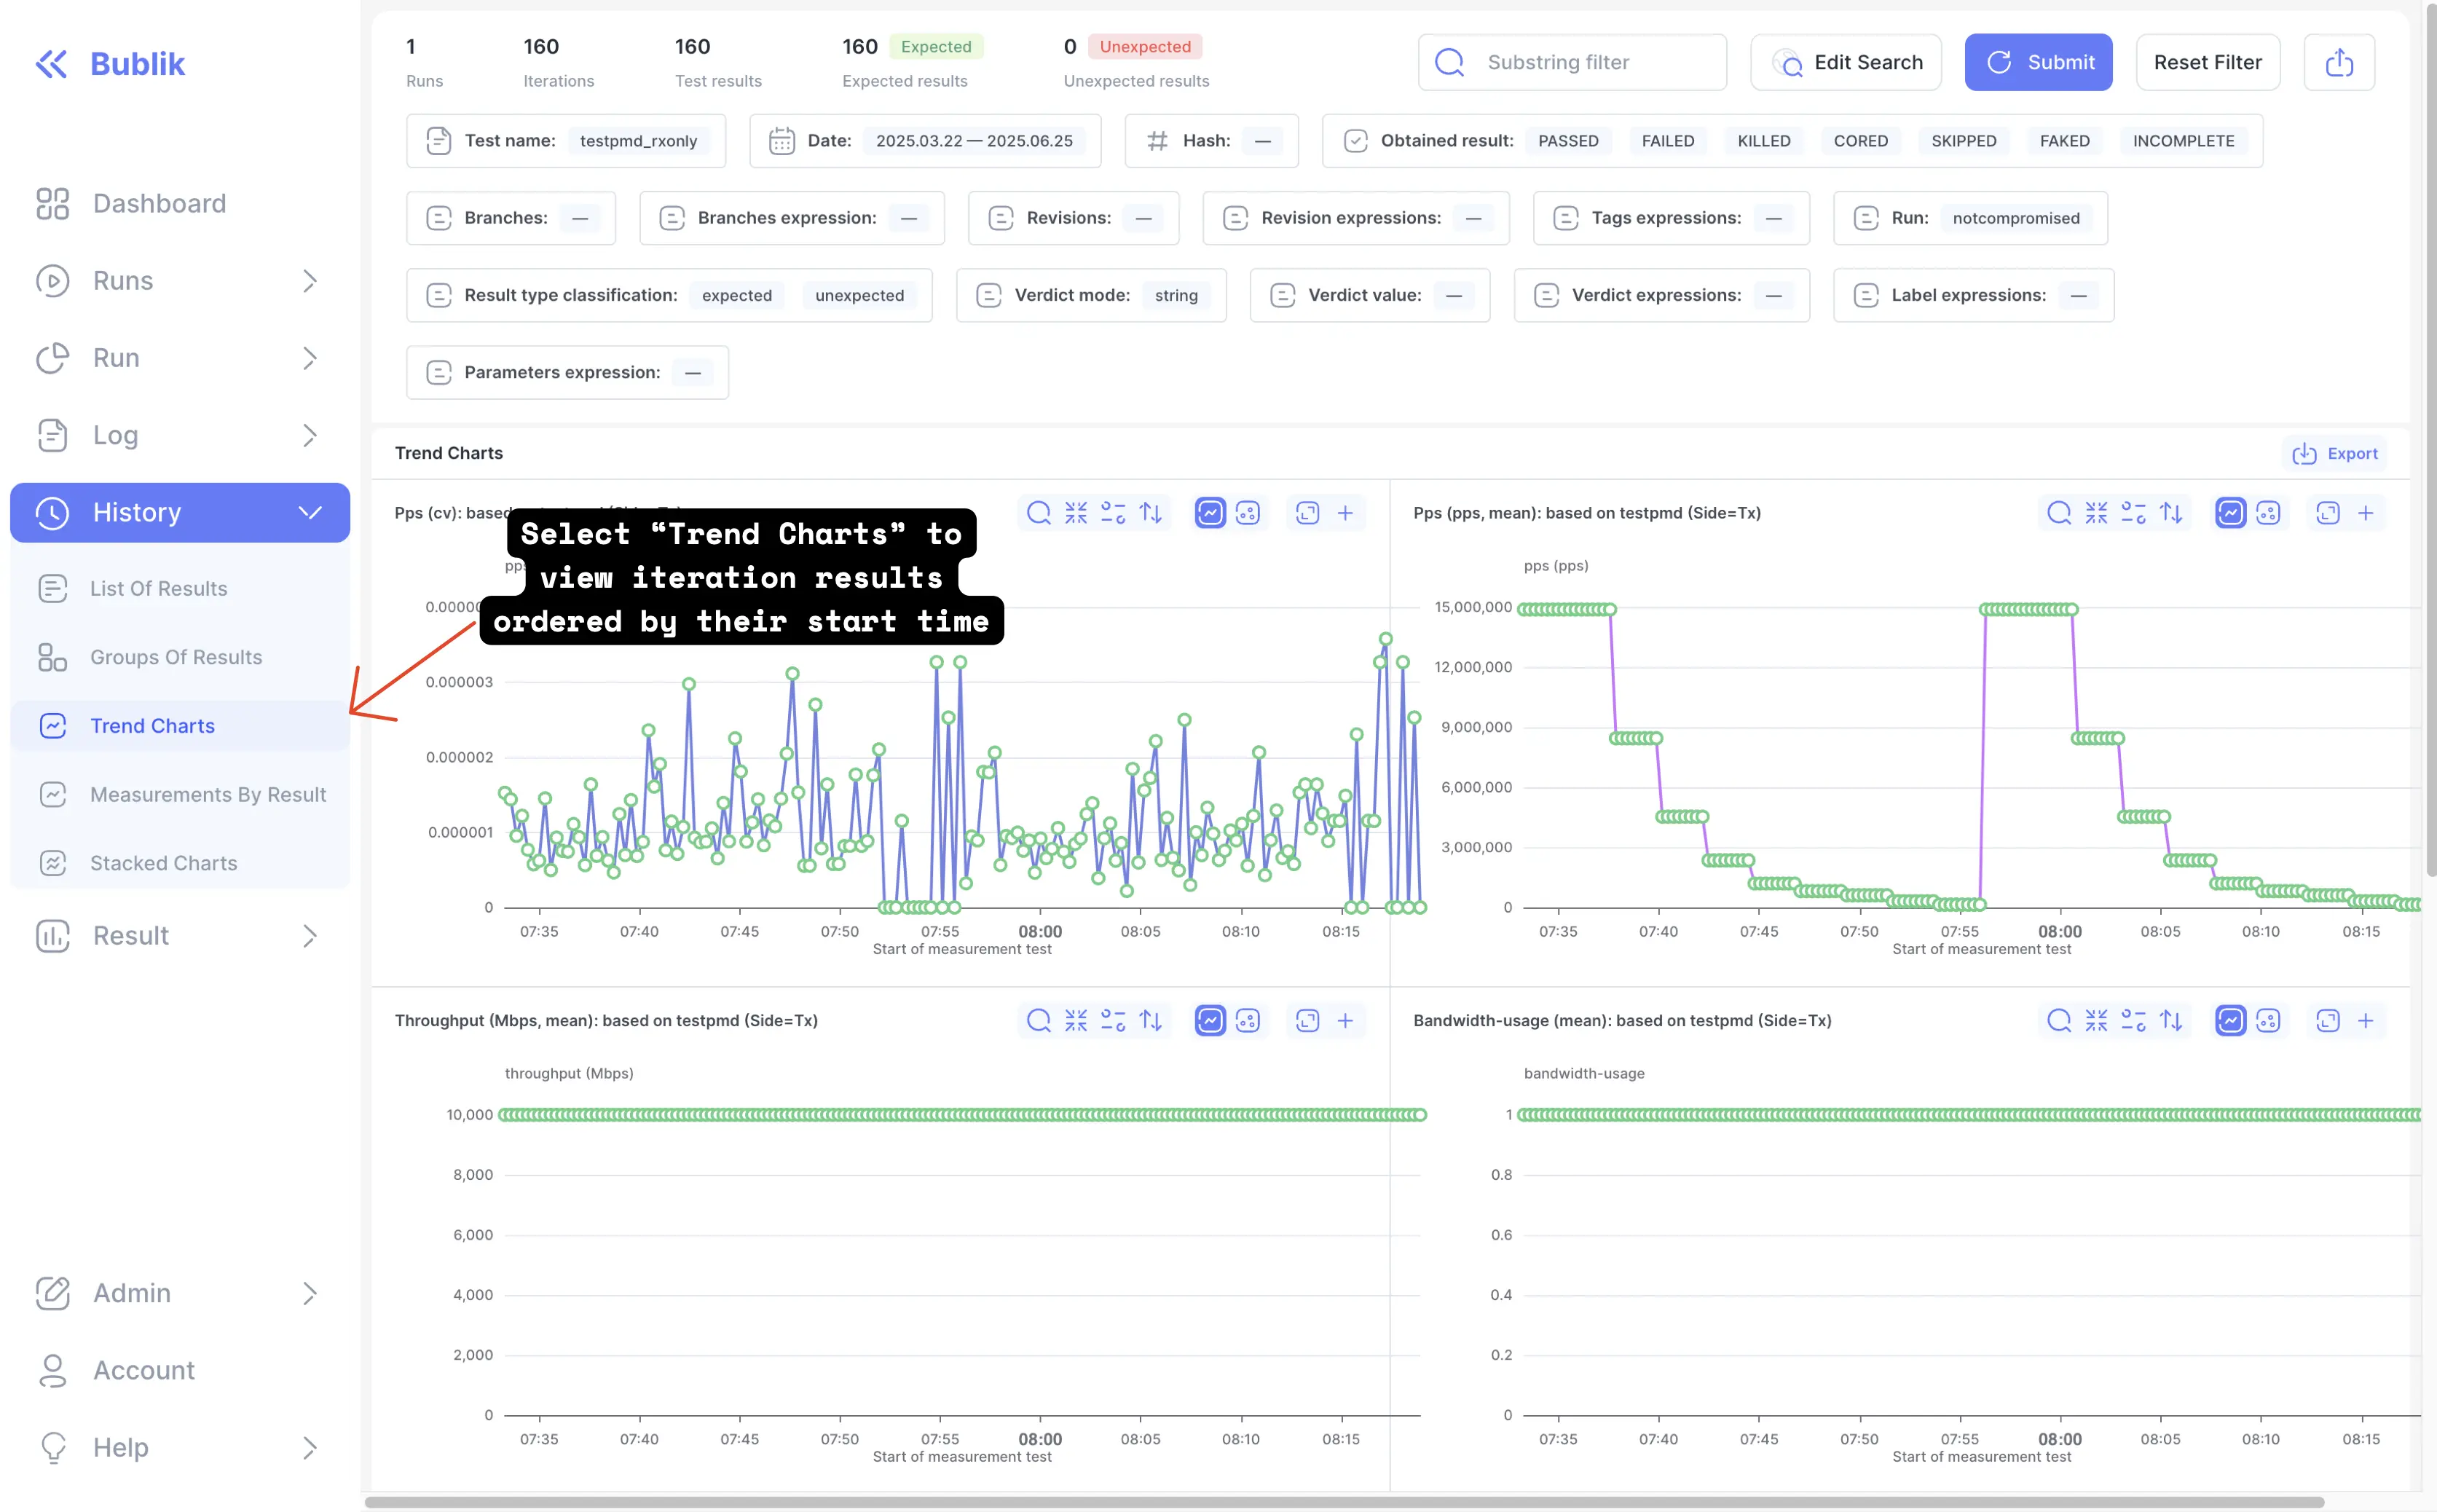 Bublik
Dashboard
Runs
Run
Log
History
List Of Results
Groups Of Results
Trend Charts
Measurements By Result
Stacked Charts
Result
Admin
Account
Help
1 160 160 160 Expected 0 Unexpected
Runs Iterations Test results Expected results Unexpected results
Substring filter
Edit Search
Submit
Reset Filter
Test name: testpmd_rxonly
Date: 2025.03.22 — 2025.06.25
Hash: —
Obtained result: PASSED FAILED KILLED CORED SKIPPED FAKED INCOMPLETE
Branches: —
Branches expression: —
Revisions: —
Revision expressions: —
Tags expressions: —
Run: notcompromised
Result type classification: expected unexpected
Verdict mode: string
Verdict value: —
Verdict expressions: —
Label expressions: —
Parameters expression: —
Trend Charts
Export
Pps (cv): based
Select “Trend Charts” to
view iteration results
ordered by their start time
pps
0.00000
0.000003
0.000002
0.000001
0
07:35 07:40 07:45 07:50 07:55 08:00 08:05 08:10 08:15
Start of measurement test
Pps (pps, mean): based on testpmd (Side=Tx)
pps (pps)
15,000,000
12,000,000
9,000,000
6,000,000
3,000,000
0
07:35 07:40 07:45 07:50 07:55 08:00 08:05 08:10 08:15
Start of measurement test
Throughput (Mbps, mean): based on testpmd (Side=Tx)
throughput (Mbps)
10,000
8,000
6,000
4,000
2,000
0
07:35 07:40 07:45 07:50 07:55 08:00 08:05 08:10 08:15
Start of measurement test
Bandwidth-usage (mean): based on testpmd (Side=Tx)
bandwidth-usage
1
0.8
0.6
0.4
0.2
0
07:35 07:40 07:45 07:50 07:55 08:00 08:05 08:10 08:15
Start of measurement test